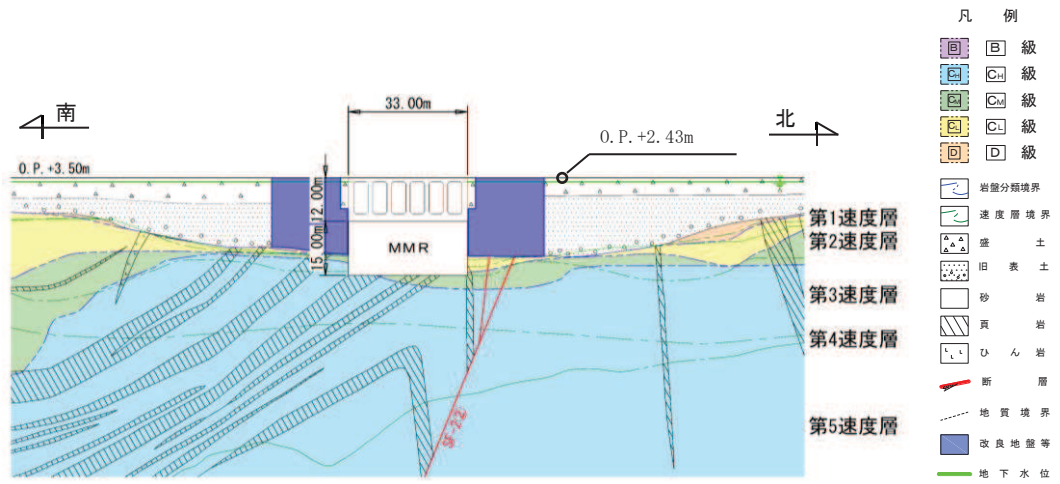 凡 例
B B 級
CH CH 級
CM CM 級
CL CL 級
D D 級
岩盤分類境界
速度層境界
盛 土
旧 表 土
砂 岩
頁 岩
ひ ん 岩
断 層
地 質 境 界
改 良 地 盤 等
地 下 水 位
33.00m
南
北
O.P.+2.43m
O.P.+3.50m
12.00m
15.00m
MMR
第1速度層
第2速度層
第3速度層
第4速度層
第5速度層
SF-2②